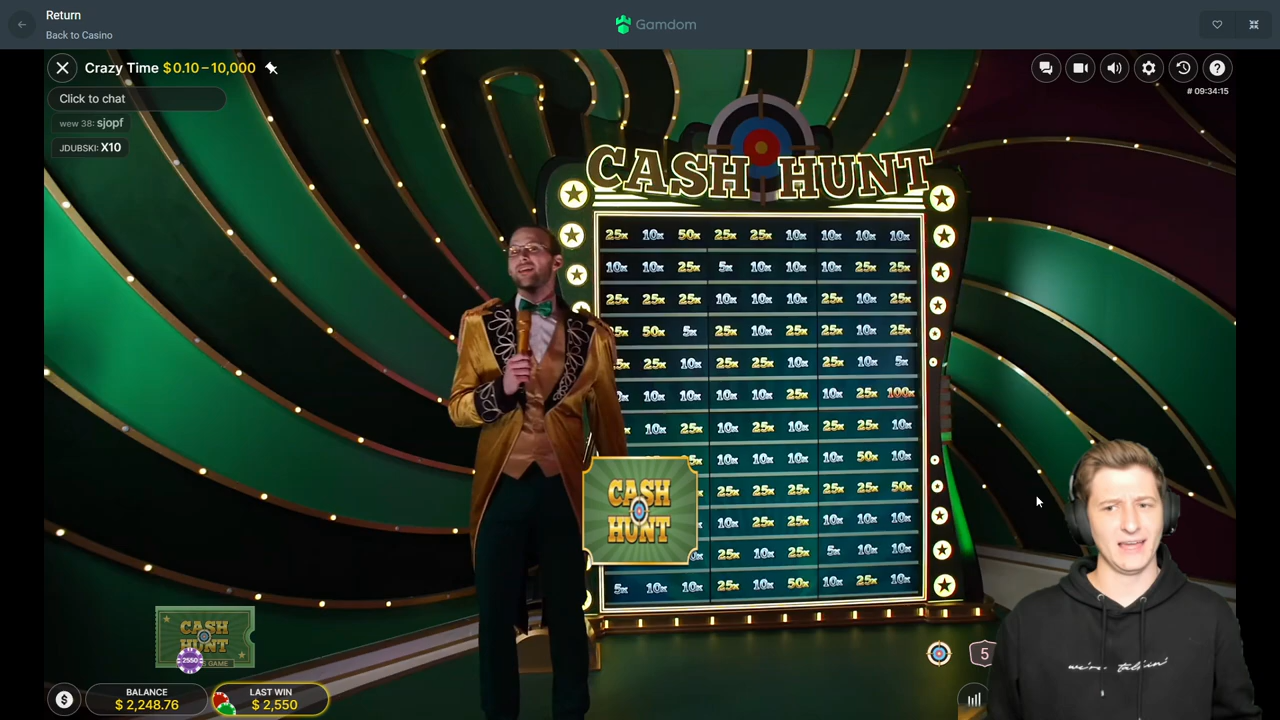 Return
Back to Casino
Gamdom
Crazy Time $0.10–10,000
# 09:34:15
Click to chat
wew 38: sjopf
JDUBSKI: X10
CASH HUNT
25x 10x 50x 25x 25x 10x 10x 10x 10x
10x 10x 25x 5x 10x 10x 10x 25x 25x
25x 25x 25x 10x 10x 10x 25x 10x 25x
50x 5x 25x 10x 25x 25x 10x 25x
25x 10x 25x 25x 10x 25x 10x 5x
10x 10x 10x 10x 25x 10x 25x 100x
10x 25x 10x 25x 10x 25x 25x 10x
10x 10x 10x 10x 50x 10x
25x 25x 25x 25x 25x 50x
10x 25x 25x 10x 10x 10x
25x 10x 25x 5x 10x 10x
5x 10x 10x 25x 10x 50x 10x 25x 10x
CASH
HUNT
CASH
HUNT
2550
GAME
5
BALANCE
$ 2,248.76
LAST WIN
$ 2,550
we're talkin'